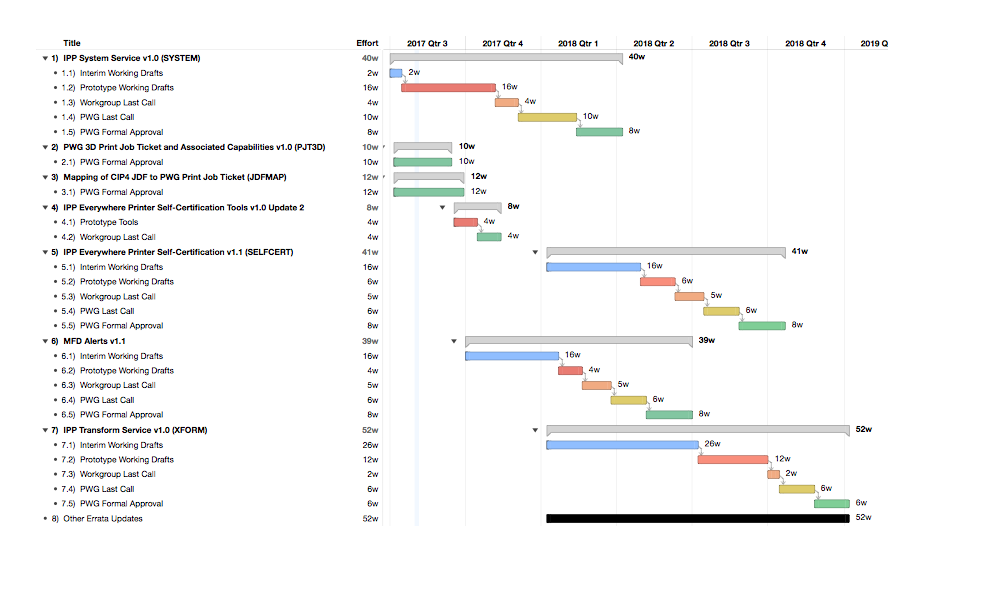 Title Effort 2017 Qtr 3 2017 Qtr 4 2018 Qtr 1 2018 Qtr 2 2018 Qtr 3 2018 Qtr 4 2019 Q
1) IPP System Service v1.0 (SYSTEM) 40w 40w
1.1) Interim Working Drafts 2w 2w
1.2) Prototype Working Drafts 16w 16w
1.3) Workgroup Last Call 4w 4w
1.4) PWG Last Call 10w 10w
1.5) PWG Formal Approval 8w 8w
2) PWG 3D Print Job Ticket and Associated Capabilities v1.0 (PJT3D) 10w 10w
2.1) PWG Formal Approval 10w 10w
3) Mapping of CIP4 JDF to PWG Print Job Ticket (JDFMAP) 12w 12w
3.1) PWG Formal Approval 12w 12w
4) IPP Everywhere Printer Self-Certification Tools v1.0 Update 2 8w 8w
4.1) Prototype Tools 4w 4w
4.2) Workgroup Last Call 4w 4w
5) IPP Everywhere Printer Self-Certification v1.1 (SELFCERT) 41w 41w
5.1) Interim Working Drafts 16w 16w
5.2) Prototype Working Drafts 6w 6w
5.3) Workgroup Last Call 5w 5w
5.4) PWG Last Call 6w 6w
5.5) PWG Formal Approval 8w 8w
6) MFD Alerts v1.1 39w 39w
6.1) Interim Working Drafts 16w 16w
6.2) Prototype Working Drafts 4w 4w
6.3) Workgroup Last Call 5w 5w
6.4) PWG Last Call 6w 6w
6.5) PWG Formal Approval 8w 8w
7) IPP Transform Service v1.0 (XFORM) 52w 52w
7.1) Interim Working Drafts 26w 26w
7.2) Prototype Working Drafts 12w 12w
7.3) Workgroup Last Call 2w 2w
7.4) PWG Last Call 6w 6w
7.5) PWG Formal Approval 6w 6w
8) Other Errata Updates 52w 52w